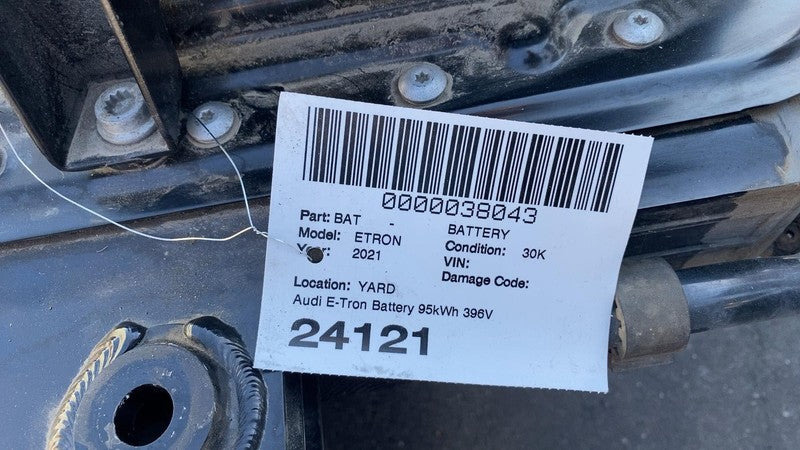 0000038043
Part: BAT - BATTERY
Model: ETRON Condition: 30K
Year: 2021 VIN:
Damage Code:
Location: YARD
Audi E-Tron Battery 95kWh 396V
24121